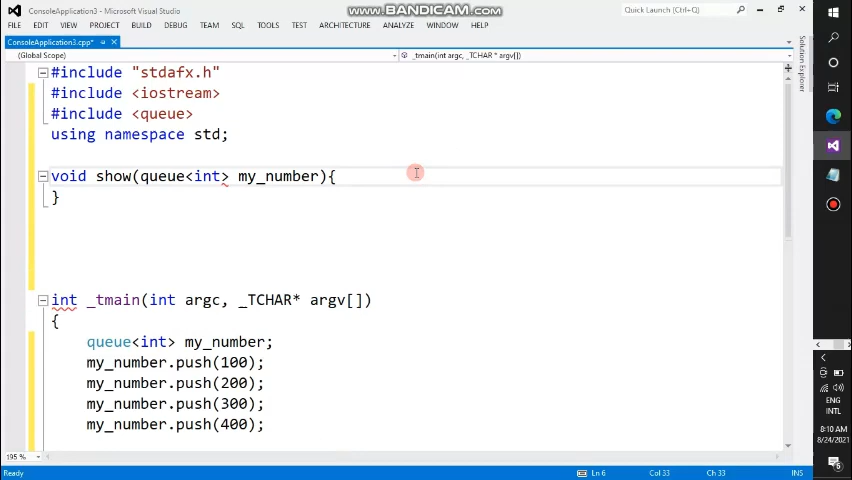 ConsoleApplication3 - Microsoft Visual Studio
www.BANDICAM.com
Quick Launch (Ctrl+Q)
FILE EDIT VIEW PROJECT BUILD DEBUG TEAM SQL TOOLS TEST ARCHITECTURE ANALYZE WINDOW HELP
ConsoleApplication3.cpp*
(Global Scope)
_tmain(int argc, _TCHAR * argv[])
Solution Explorer
#include "stdafx.h"
#include <iostream>
#include <queue>
using namespace std;
void show(queue<int> my_number){
}
int _tmain(int argc, _TCHAR* argv[])
{
queue<int> my_number;
my_number.push(100);
my_number.push(200);
my_number.push(300);
my_number.push(400);
195 %
Ready
Ln 6
Col 33
Ch 33
INS
ENG
INTL
8:10 AM
8/24/2021